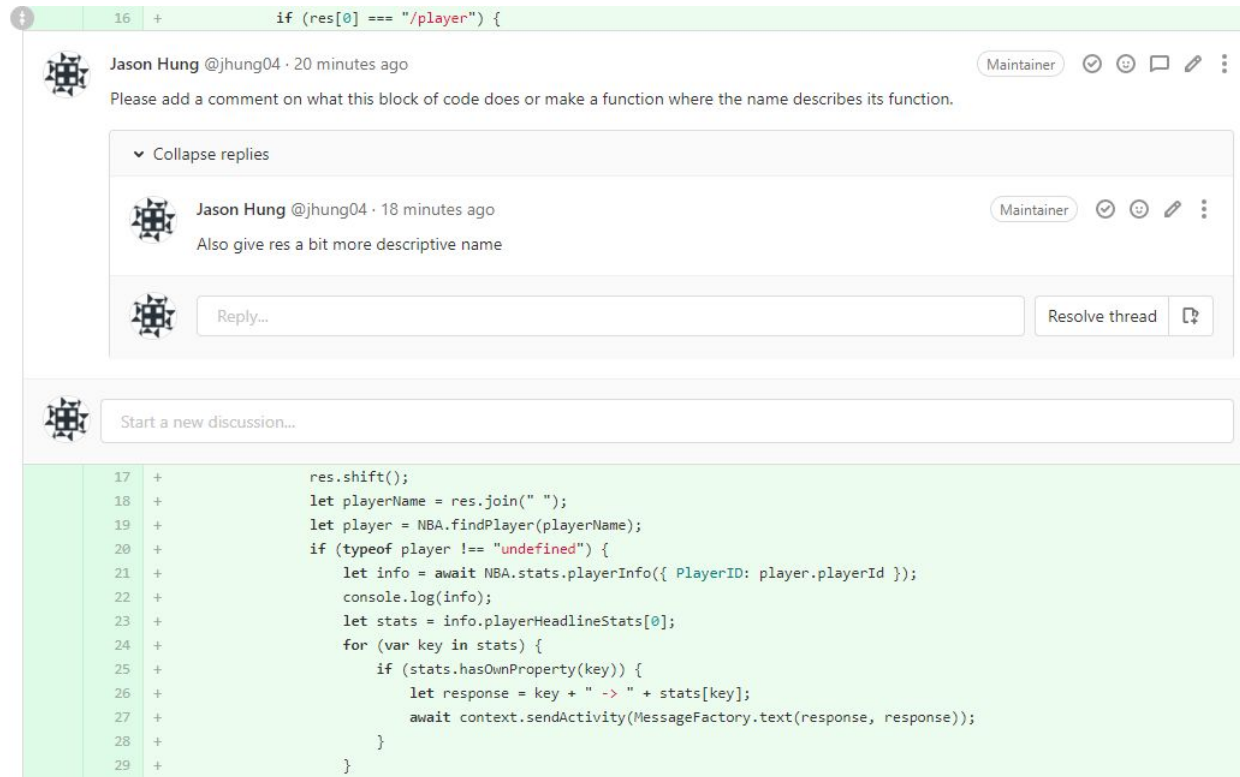 16 + if (res[0] === "/player") {
Jason Hung @jhung04 · 20 minutes ago Maintainer
Please add a comment on what this block of code does or make a function where the name describes its function.
Collapse replies
Jason Hung @jhung04 · 18 minutes ago Maintainer
Also give res a bit more descriptive name
Reply... Resolve thread
Start a new discussion...
17 + res.shift();
18 + let playerName = res.join(" ");
19 + let player = NBA.findPlayer(playerName);
20 + if (typeof player !== "undefined") {
21 + let info = await NBA.stats.playerInfo({ PlayerID: player.playerId });
22 + console.log(info);
23 + let stats = info.playerHeadlineStats[0];
24 + for (var key in stats) {
25 + if (stats.hasOwnProperty(key)) {
26 + let response = key + " -> " + stats[key];
27 + await context.sendActivity(MessageFactory.text(response, response));
28 + }
29 + }